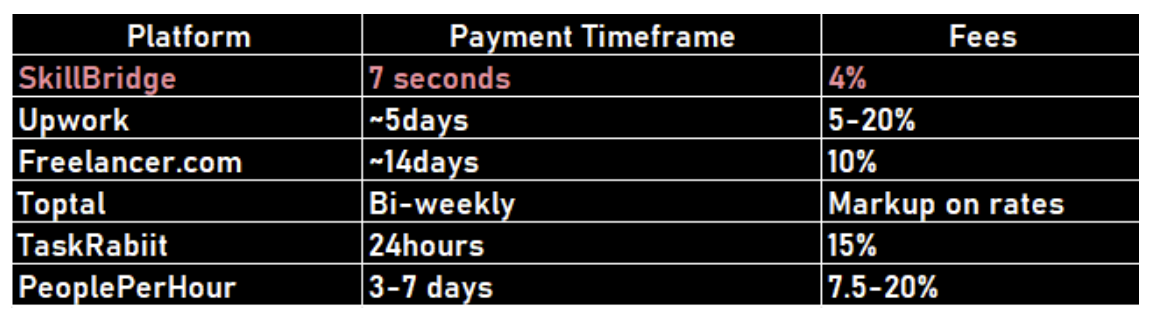 Platform Payment Timeframe Fees
SkillBridge 7 seconds 4%
Upwork ~5days 5-20%
Freelancer.com ~14days 10%
Toptal Bi-weekly Markup on rates
TaskRabiit 24hours 15%
PeoplePerHour 3-7 days 7.5-20%